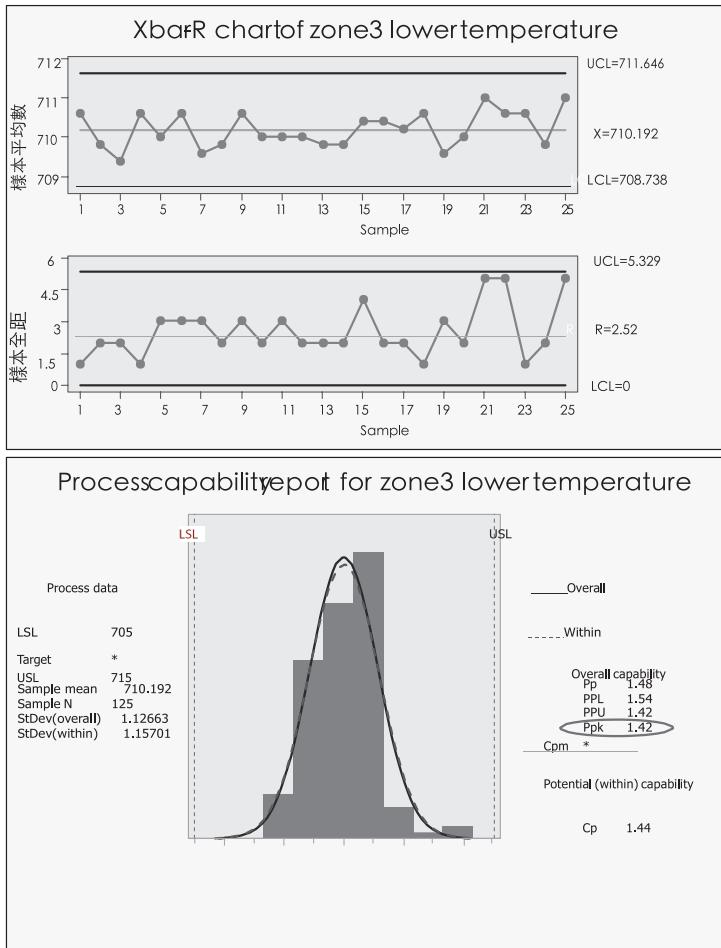 XbarR chartof zone3 lowertemperature
712
711
710
709
樣本平均數
UCL=711.646
X=710.192
LCL=708.738
1 3 5 7 9 11 13 15 17 19 21 23 25
Sample
6
4.5
3
1.5
0
樣本全距
UCL=5.329
R
R=2.52
LCL=0
1 3 5 7 9 11 13 15 17 19 21 23 25
Sample
Processcapabilityreport for zone3 lowertemperature
LSL
USL
Process data
LSL 705
Target *
USL 715
Sample mean 710.192
Sample N 125
StDev(overall) 1.12663
StDev(within) 1.15701
Overall
Within
Overall capability
Pp 1.48
PPL 1.54
PPU 1.42
Ppk 1.42
Cpm *
Potential (within) capability
Cp 1.44